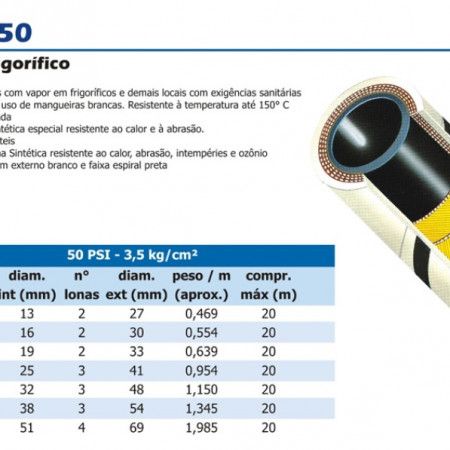 50
gorífico
s com vapor em frigoríficos e demais locais com exigências sanitárias
uso de mangueiras brancas. Resistente à temperatura até 150° C
da
tética especial resistente ao calor e à abrasão.
teis
a Sintética resistente ao calor, abrasão, intempéries e ozônio
m externo branco e faixa espiral preta
50 PSI - 3,5 kg/cm²
diam. n° diam. peso / m compr.
int (mm) lonas ext (mm) (aprox.) máx (m)
13 2 27 0,469 20
16 2 30 0,554 20
19 2 33 0,639 20
25 3 41 0,954 20
32 3 48 1,150 20
38 3 54 1,345 20
51 4 69 1,985 20